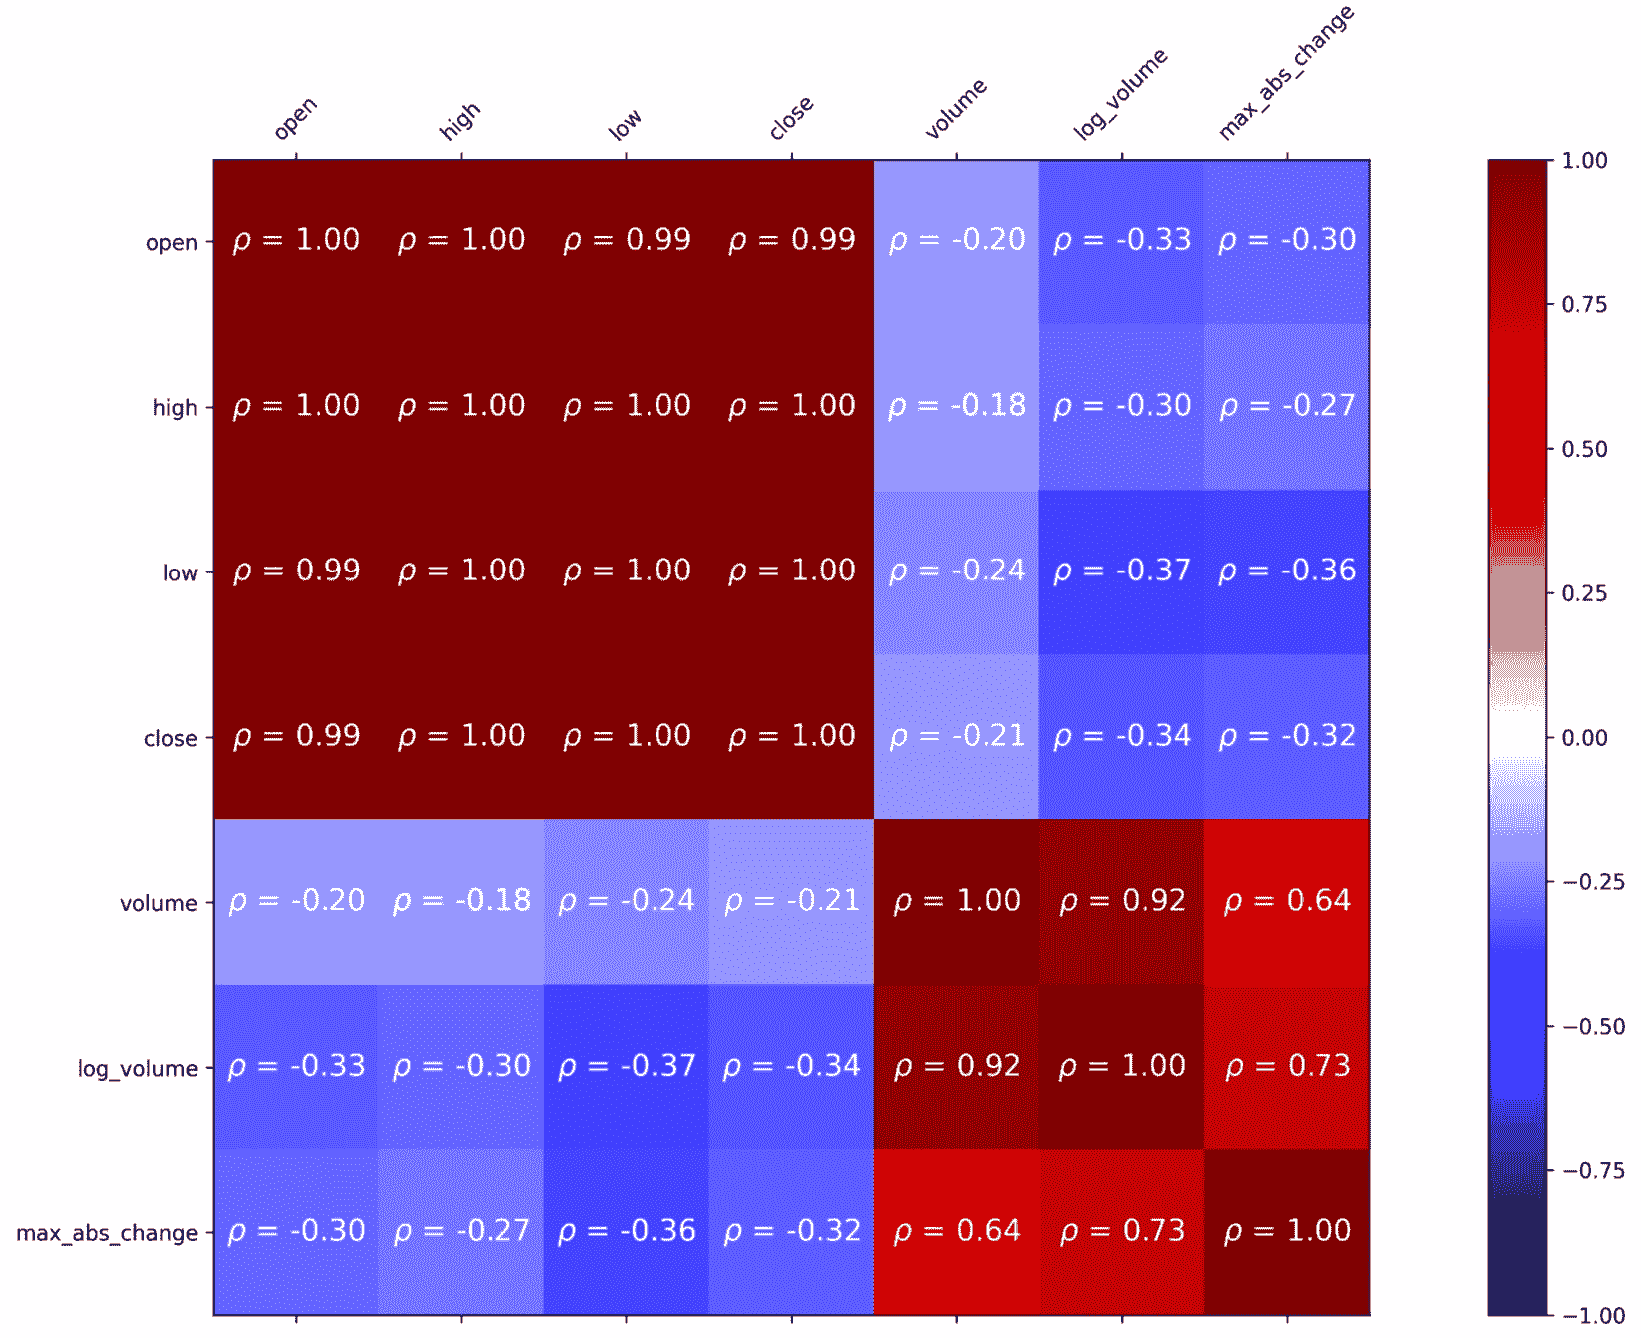 open high low close volume log_volume max_abs_change
open ρ = 1.00 ρ = 1.00 ρ = 0.99 ρ = 0.99 ρ = -0.20 ρ = -0.33 ρ = -0.30
high ρ = 1.00 ρ = 1.00 ρ = 1.00 ρ = 1.00 ρ = -0.18 ρ = -0.30 ρ = -0.27
low ρ = 0.99 ρ = 1.00 ρ = 1.00 ρ = 1.00 ρ = -0.24 ρ = -0.37 ρ = -0.36
close ρ = 0.99 ρ = 1.00 ρ = 1.00 ρ = 1.00 ρ = -0.21 ρ = -0.34 ρ = -0.32
volume ρ = -0.20 ρ = -0.18 ρ = -0.24 ρ = -0.21 ρ = 1.00 ρ = 0.92 ρ = 0.64
log_volume ρ = -0.33 ρ = -0.30 ρ = -0.37 ρ = -0.34 ρ = 0.92 ρ = 1.00 ρ = 0.73
max_abs_change ρ = -0.30 ρ = -0.27 ρ = -0.36 ρ = -0.32 ρ = 0.64 ρ = 0.73 ρ = 1.00
1.00
0.75
0.50
0.25
0.00
−0.25
−0.50
−0.75
−1.00